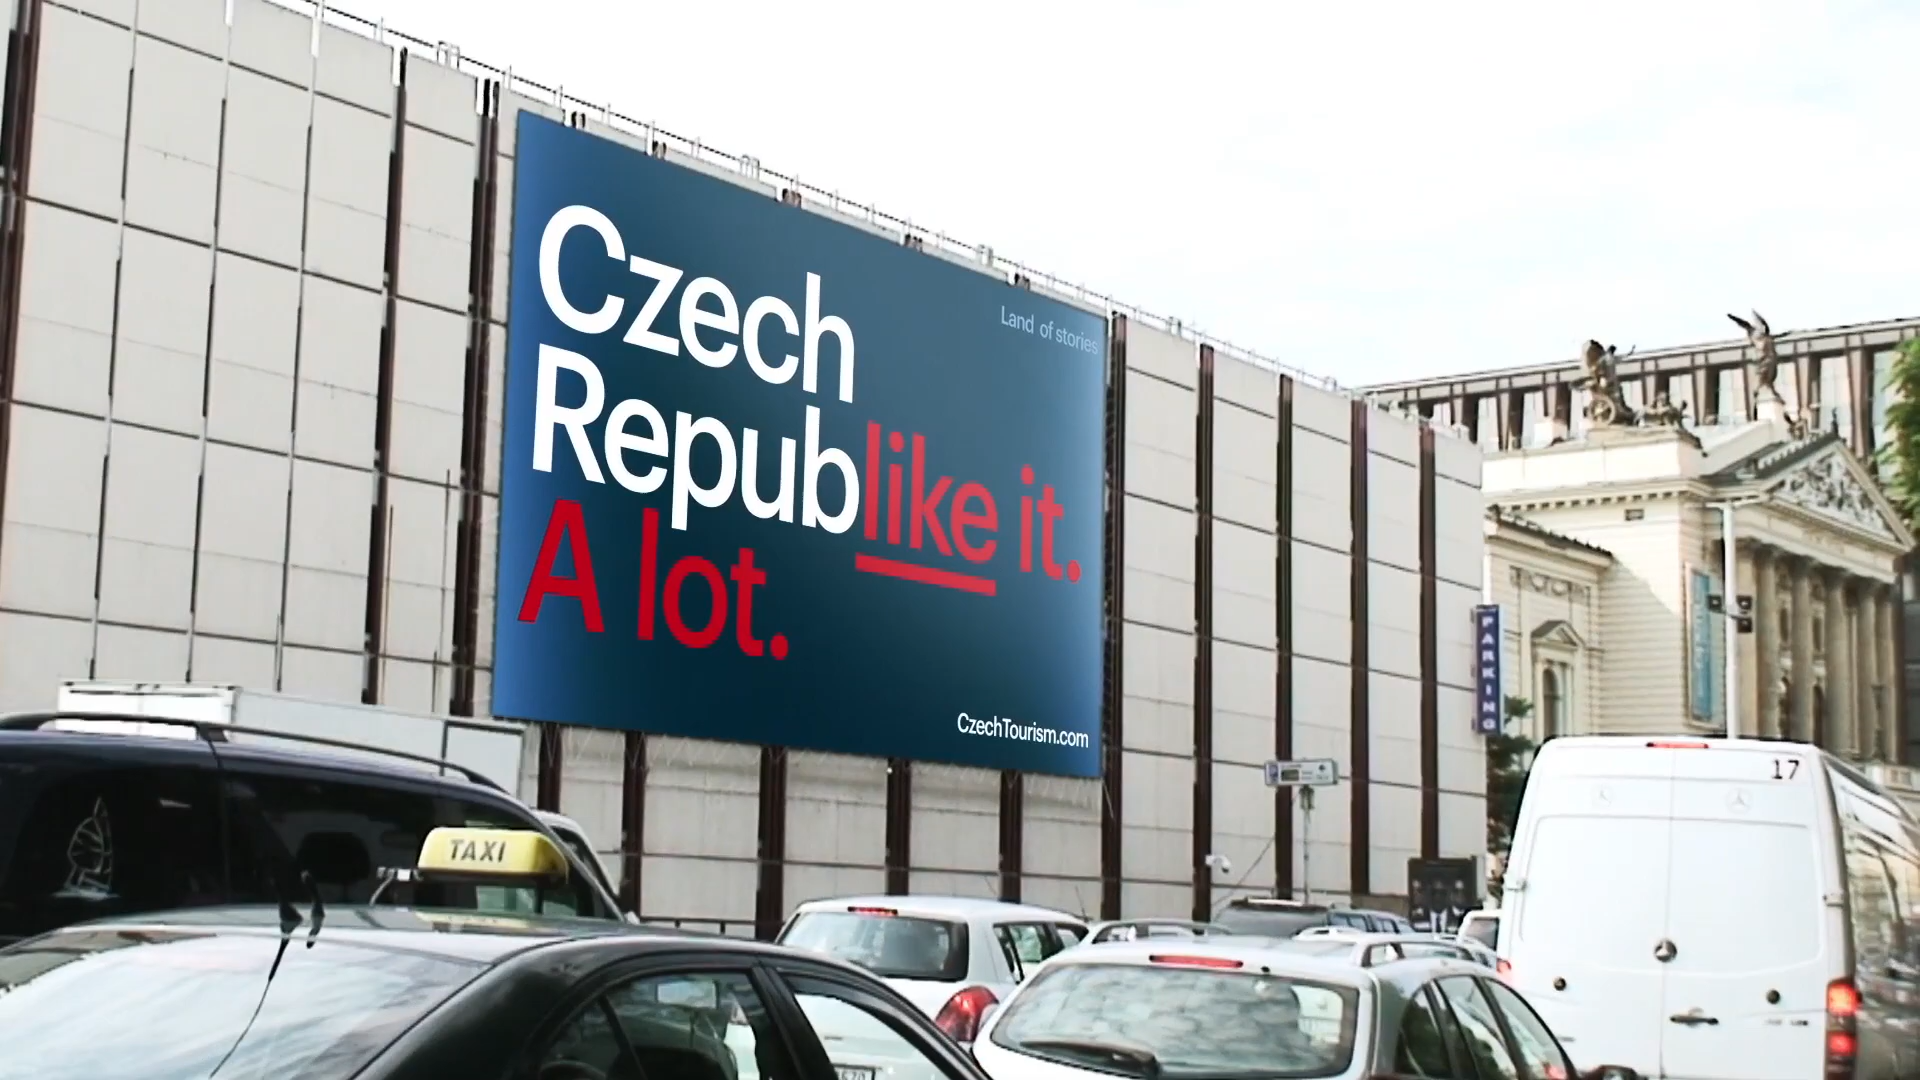 Land of stories
Czech
Republike it.
A lot.
CzechTourism.com
PARKING
TAXI
17